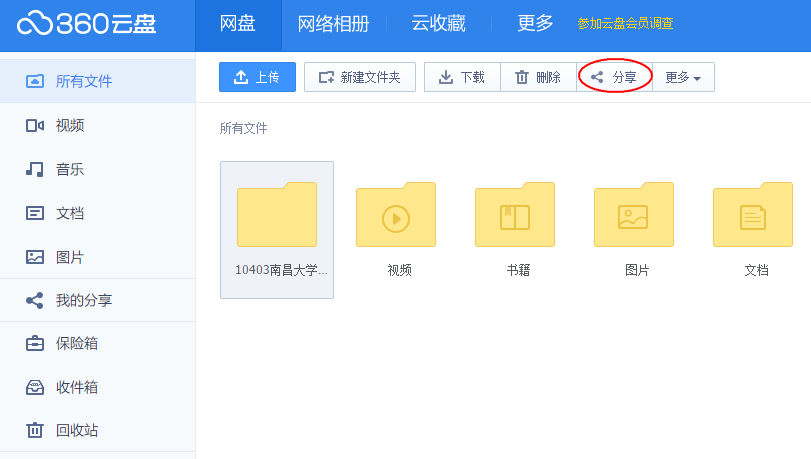 360云盘
网盘
网络相册
云收藏
更多
参加云盘会员调查
所有文件
视频
音乐
文档
图片
我的分享
保险箱
收件箱
回收站
上传
新建文件夹
下载
删除
分享
更多
所有文件
10403南昌大学...
视频
书籍
图片
文档